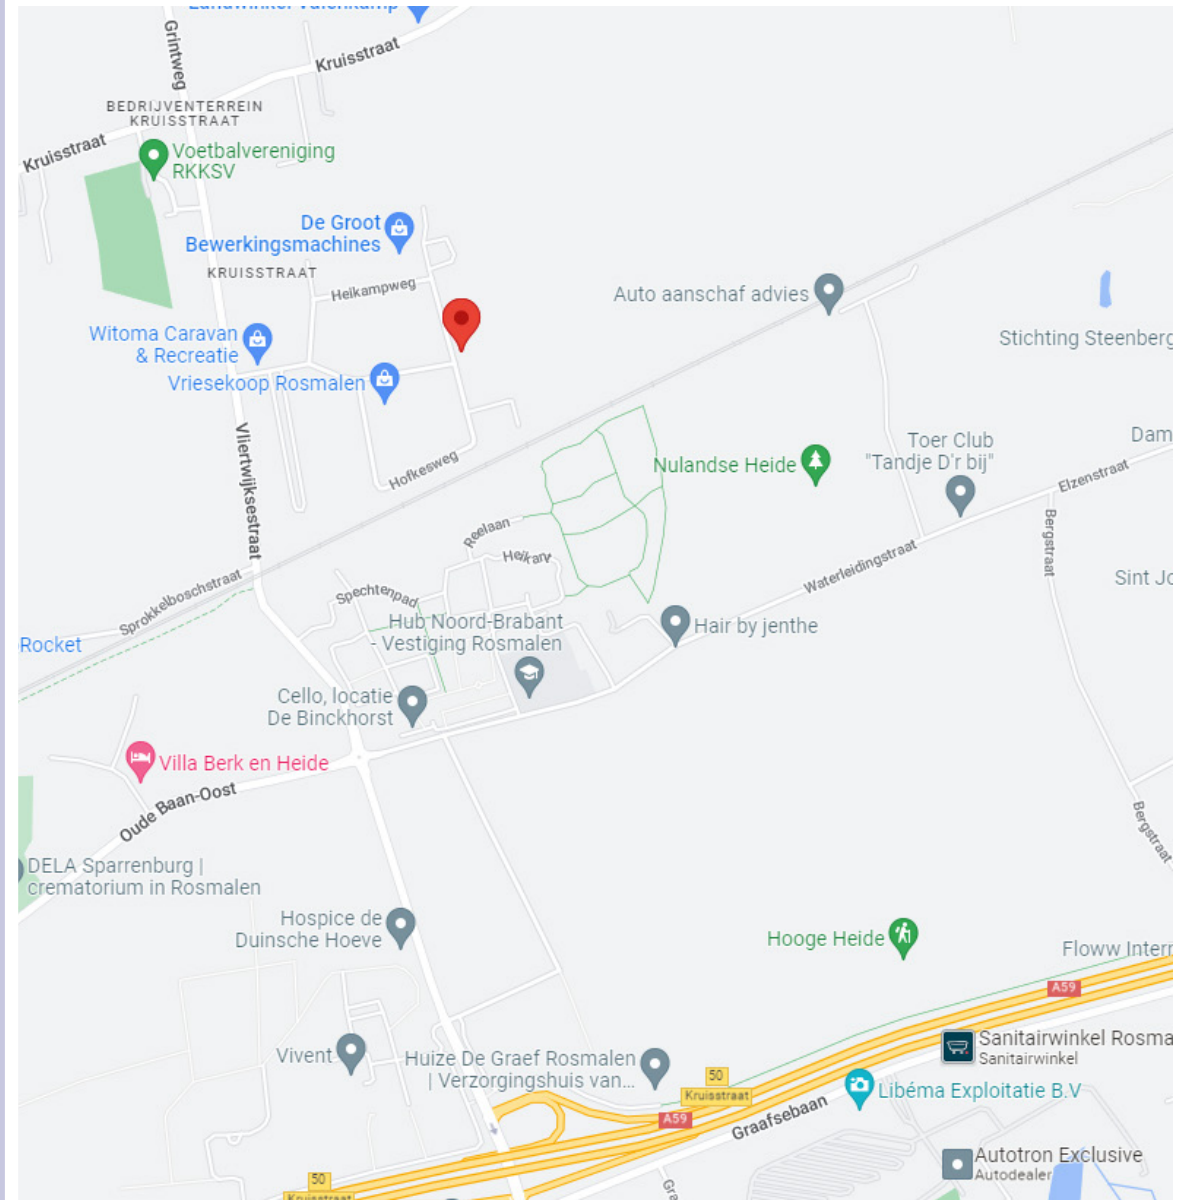 Landwinkel Valenkamp
Grintweg
Kruisstraat
BEDRIJVENTERREIN
KRUISSTRAAT
Kruisstraat
Voetbalvereniging
RKKSV
De Groot
Bewerkingsmachines
KRUISSTRAAT
Heikampweg
Auto aanschaf advies
Witoma Caravan
& Recreatie
Stichting Steenberg
Vriesekoop Rosmalen
Vliertwijksestraat
Hofkesweg
Nulandse Heide
Toer Club
"Tandje D'r bij"
Dam
Elzenstraat
Bergstraat
Reelaan
Heikant
Waterleidingstraat
Sint Jo
Sprokkelboschstraat
Spechtenpad
Rocket
Hub Noord-Brabant
- Vestiging Rosmalen
Hair by jenthe
Cello, locatie
De Binckhorst
Villa Berk en Heide
Oude Baan-Oost
Bergstraat
DELA Sparrenburg |
crematorium in Rosmalen
Hospice de
Duinsche Hoeve
Hooge Heide
Floww Intern
A59
Vivent
Huize De Graef Rosmalen
| Verzorgingshuis van...
Sanitairwinkel Rosma
Sanitairwinkel
50
Kruisstraat
Libéma Exploitatie B.V
A59
Graafsebaan
Autotron Exclusive
Autodealer
50
Kruisstraat
Gra